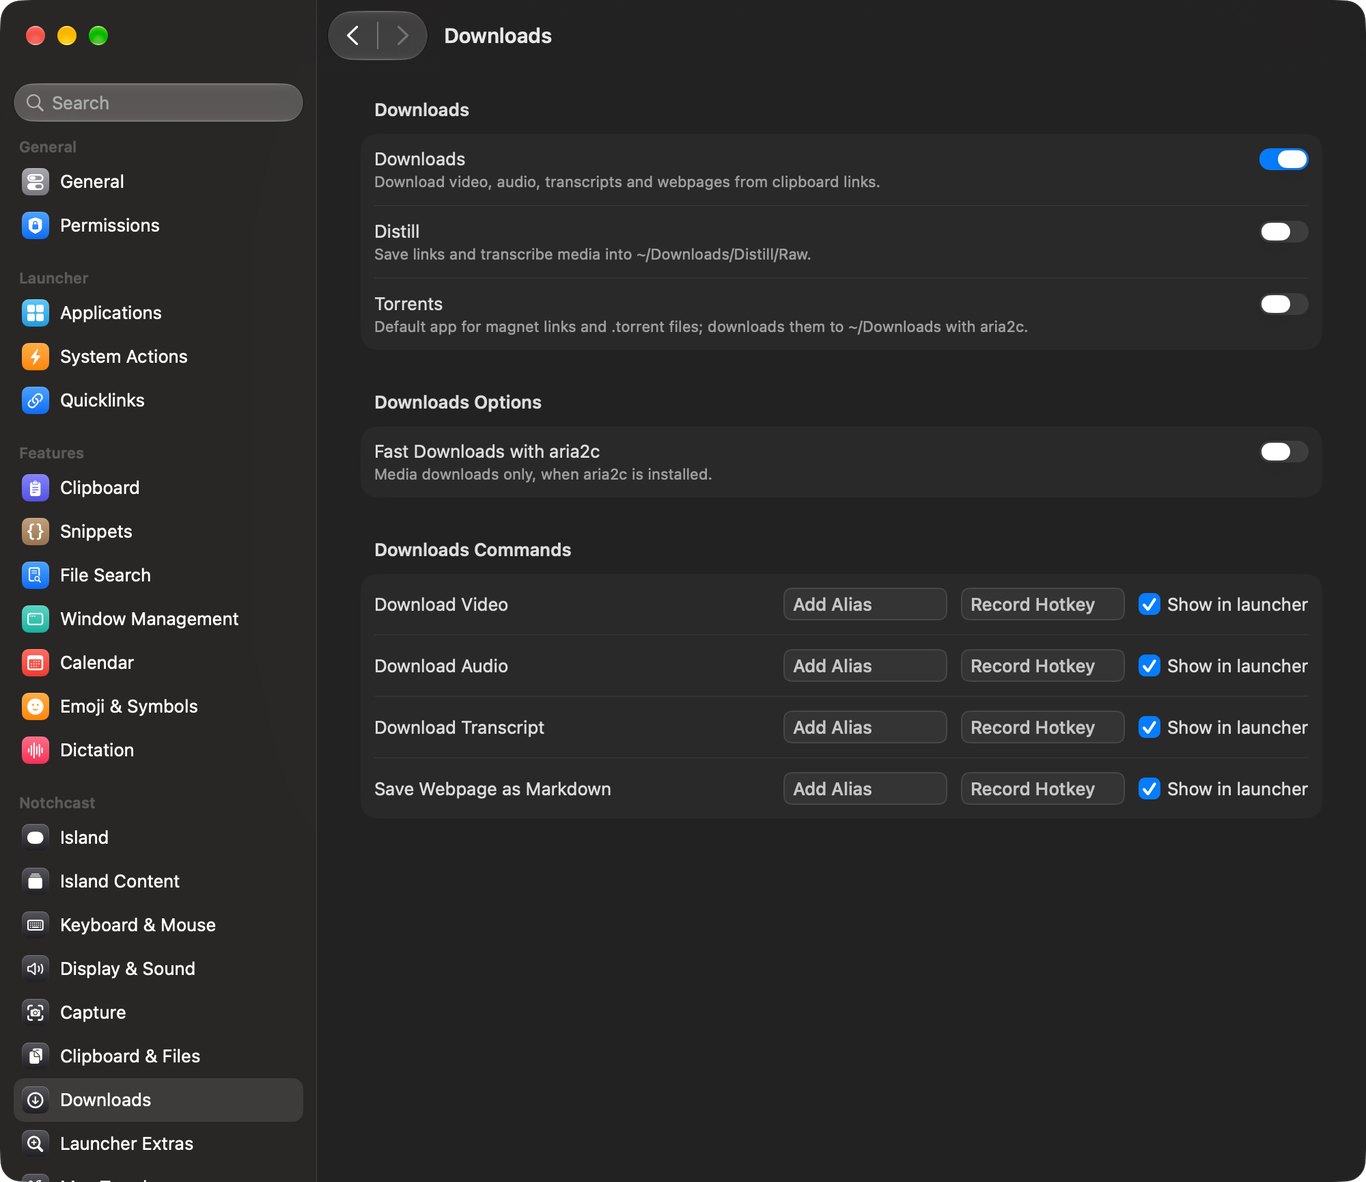 Downloads
Search
General
General
Permissions
Launcher
Applications
System Actions
Quicklinks
Features
Clipboard
Snippets
File Search
Window Management
Calendar
Emoji & Symbols
Dictation
Notchcast
Island
Island Content
Keyboard & Mouse
Display & Sound
Capture
Clipboard & Files
Downloads
Launcher Extras
Downloads
Downloads
Download video, audio, transcripts and webpages from clipboard links.
Distill
Save links and transcribe media into ~/Downloads/Distill/Raw.
Torrents
Default app for magnet links and .torrent files; downloads them to ~/Downloads with aria2c.
Downloads Options
Fast Downloads with aria2c
Media downloads only, when aria2c is installed.
Downloads Commands
Download Video Add Alias Record Hotkey Show in launcher
Download Audio Add Alias Record Hotkey Show in launcher
Download Transcript Add Alias Record Hotkey Show in launcher
Save Webpage as Markdown Add Alias Record Hotkey Show in launcher